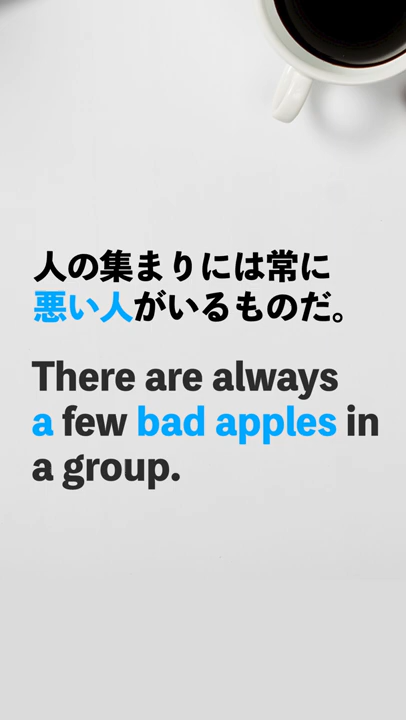 人の集まりには常に
悪い人がいるものだ。
There are always
a few bad apples in
a group.